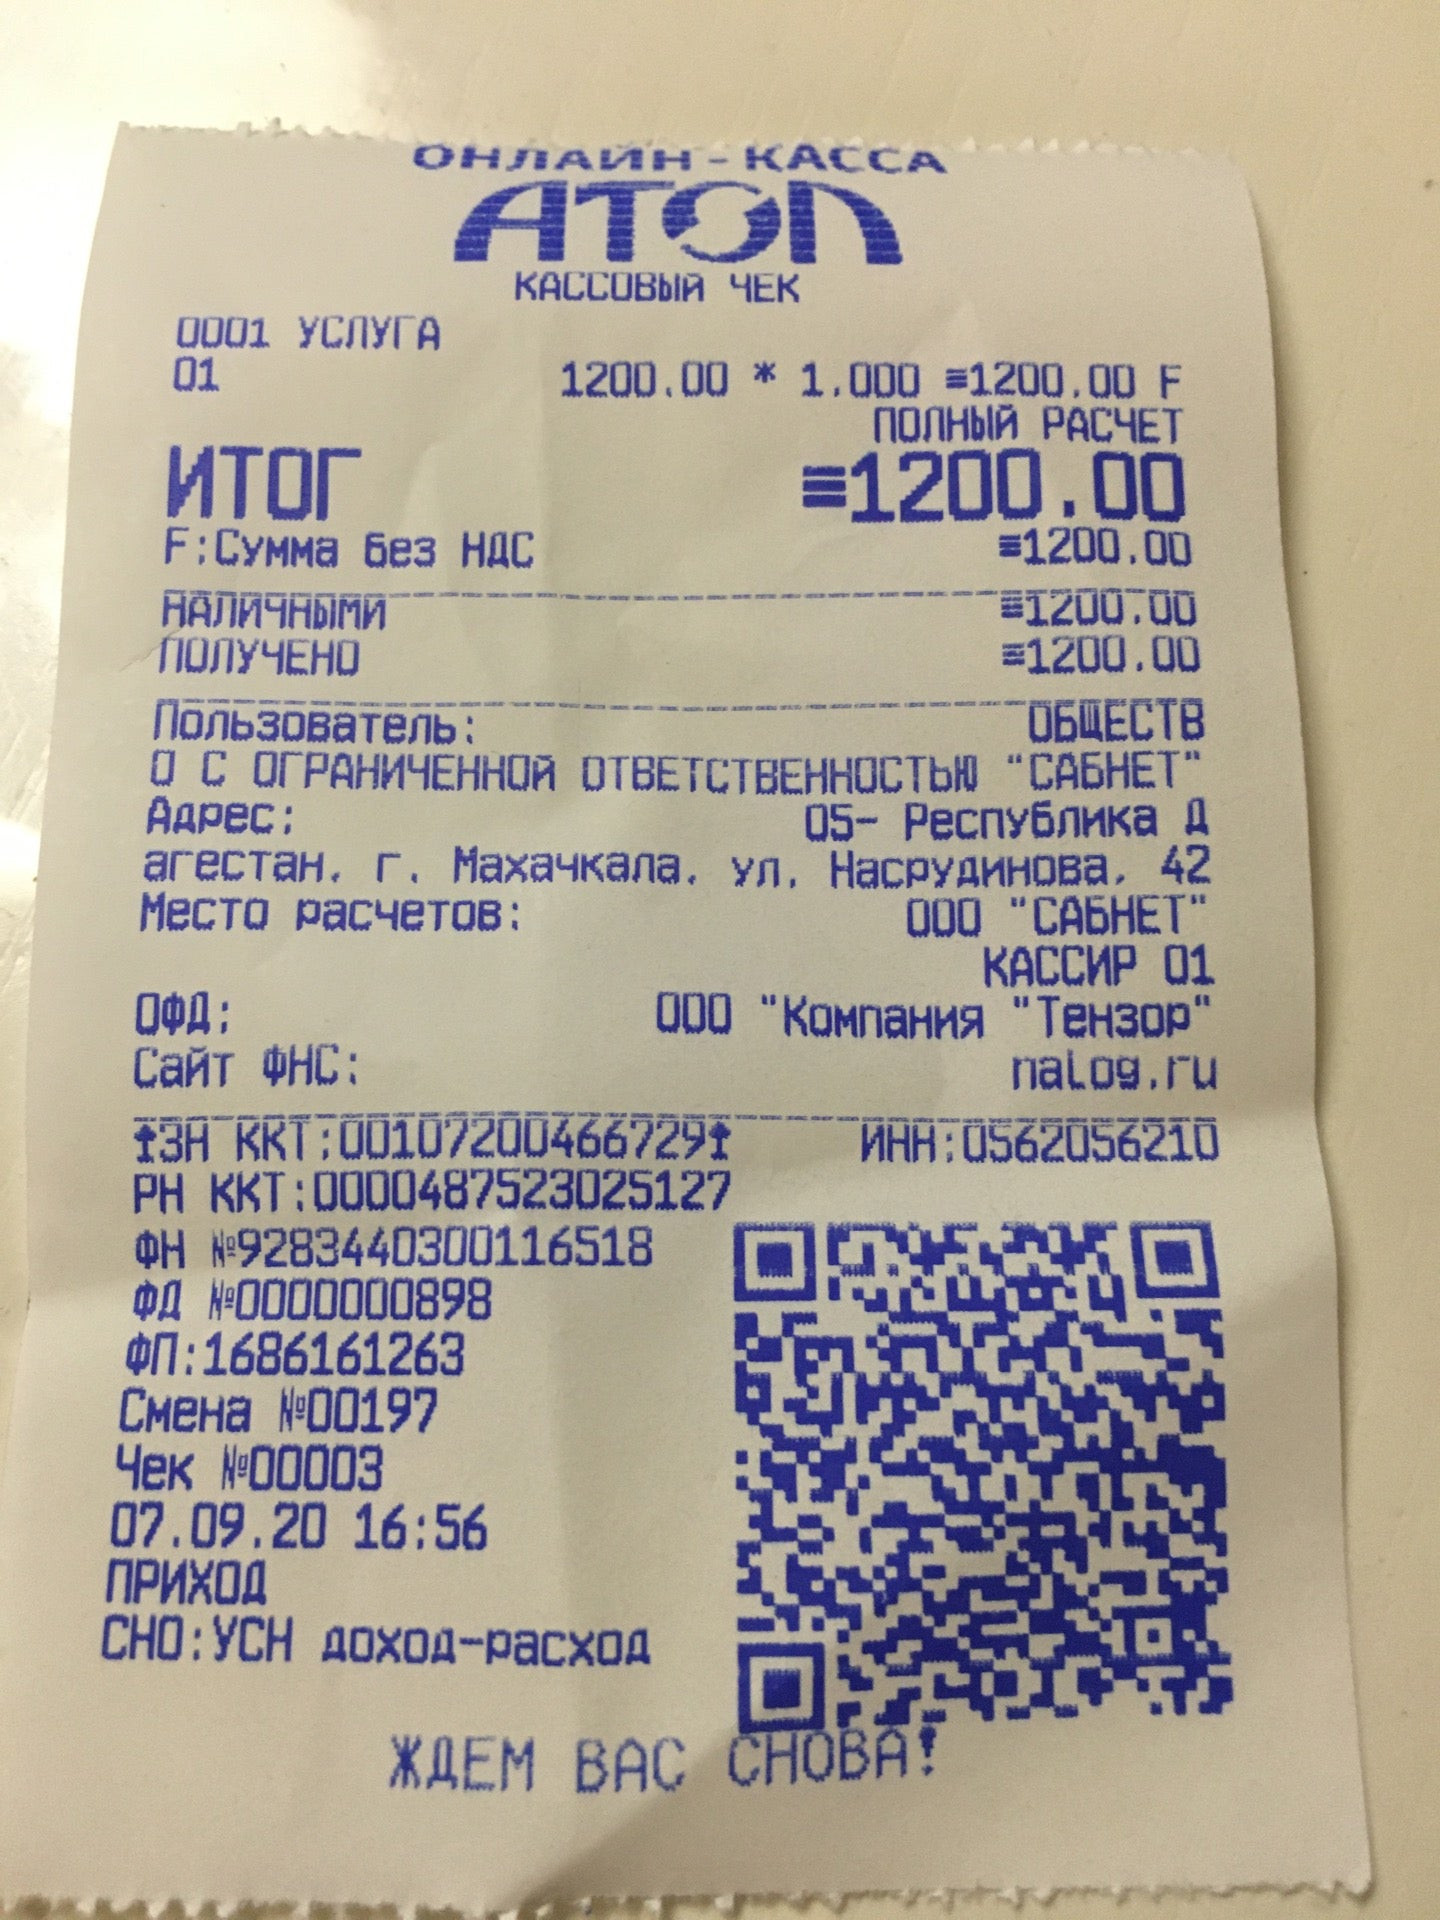 ОНЛАЙН-КАССА
АТОЛ
КАССОВЫЙ ЧЕК
0001 УСЛУГА
01 1200.00 * 1.000 ≡1200.00 F
ПОЛНЫЙ РАСЧЕТ
ИТОГ ≡1200.00
F:Сумма без НДС ≡1200.00
НАЛИЧНЫМИ ≡1200.00
ПОЛУЧЕНО ≡1200.00
Пользователь: ОБЩЕСТВ
О С ОГРАНИЧЕННОЙ ОТВЕТСТВЕННОСТЬЮ "САБНЕТ"
Адрес: 05- Республика Д
агестан, г. Махачкала, ул. Насрудинова, 42
Место расчетов: ООО "САБНЕТ"
КАССИР 01
ОФД: ООО "Компания "Тензор"
Сайт ФНС: nalog.ru
ЗН ККТ:00107200466729 ИНН:0562056210
РН ККТ:0000487523025127
ФН №9283440300116518
ФД №0000000898
ФП:1686161263
Смена №00197
Чек №00003
07.09.20 16:56
ПРИХОД
СНО:УСН доход-расход
ЖДЕМ ВАС СНОВА!